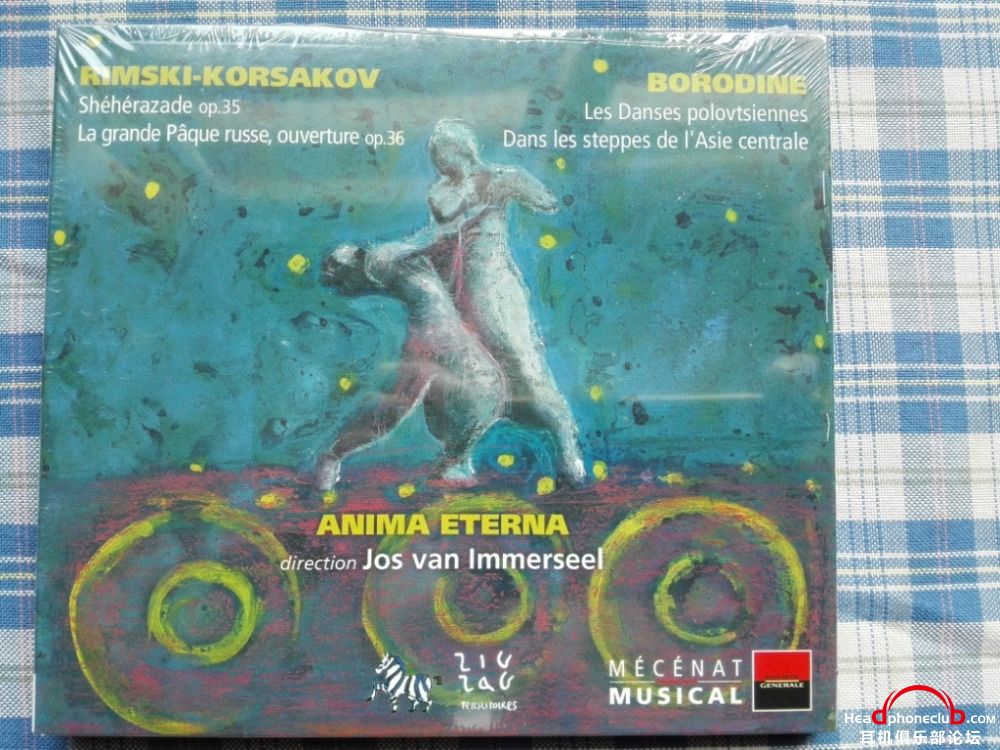 RIMSKI-KORSAKOV
Shéhérazade op.35
La grande Pâque russe, ouverture op.36
BORODINE
Les Danses polovtsiennes
Dans les steppes de l'Asie centrale
ANIMA ETERNA
direction Jos van Immerseel
ZIG
ZAG
TERRITOIRES
MÉCÉNAT
MUSICAL
SOCIETE
GENERALE
Headphoneclub.com
耳机俱乐部论坛